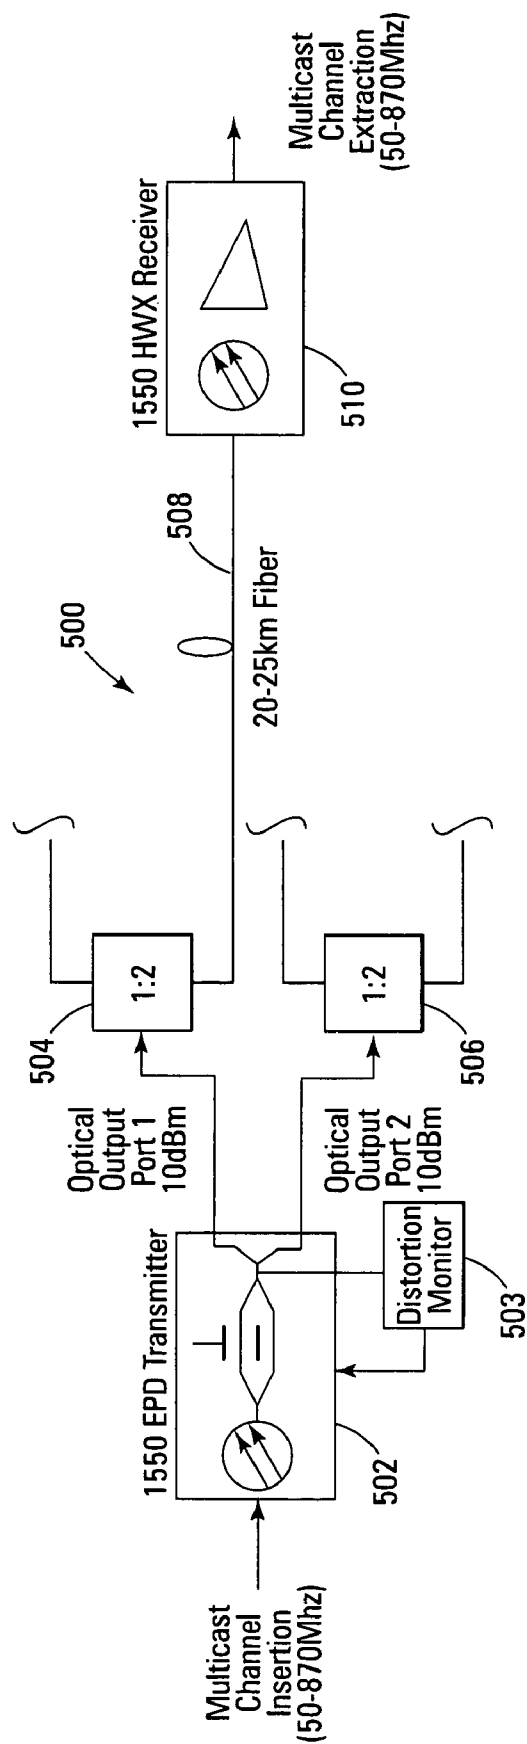 Multicast
Channel
Insertion
(50-870Mhz)
1550 EPD Transmitter
502
Distortion
Monitor
503
Optical
Output
Port 1
10dBm
Optical
Output
Port 2
10dBm
504
1:2
1:2
506
500
20-25km Fiber
508
1550 HWX Receiver
510
Multicast
Channel
Extraction
(50-870Mhz)